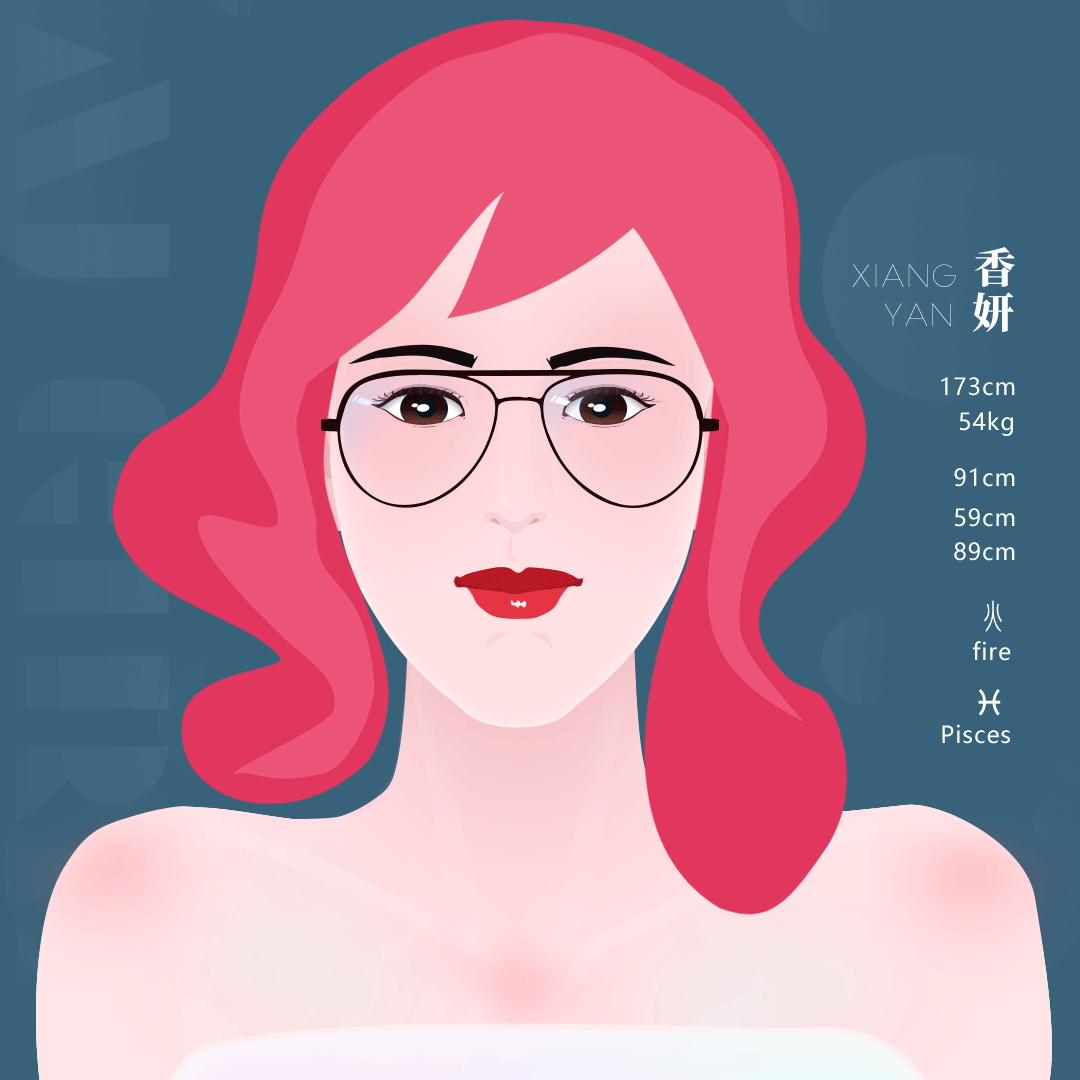 香妍
XIANG
YAN
173cm
54kg
91cm
59cm
89cm
火
fire
♓
Pisces